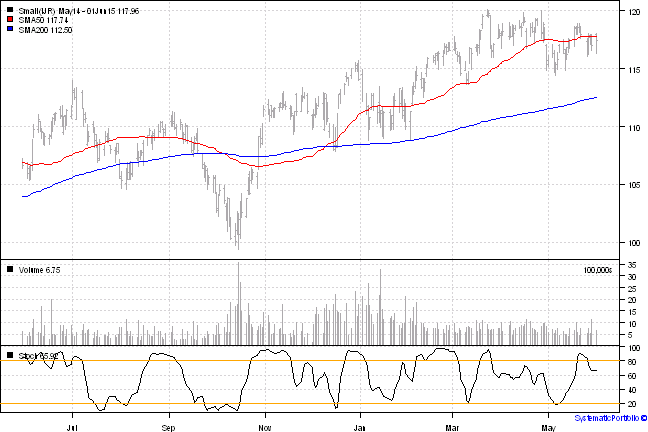 Small(IJR) May14 - 01Jun15 117.96
SMA50 117.74
SMA200 112.50
120
115
110
105
100
Volume 6.75
100,000s
35
30
25
20
15
10
5
100
80
60
40
20
Jul
Sep
Nov
Jan
Mar
May
SystematicPortfolio ©